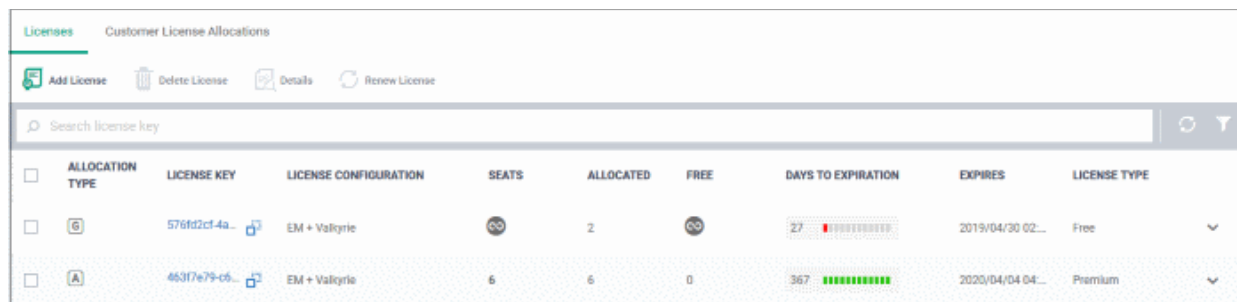 Licenses Customer License Allocations
Add License Delete License Details Renew License
Search license key
ALLOCATION TYPE LICENSE KEY LICENSE CONFIGURATION SEATS ALLOCATED FREE DAYS TO EXPIRATION EXPIRES LICENSE TYPE
G 576fd2cf-4a... EM + Valkyrie 2 27 2019/04/30 02:... Free
A 463f7e79-c6... EM + Valkyrie 6 6 0 367 2020/04/04 04:... Premium